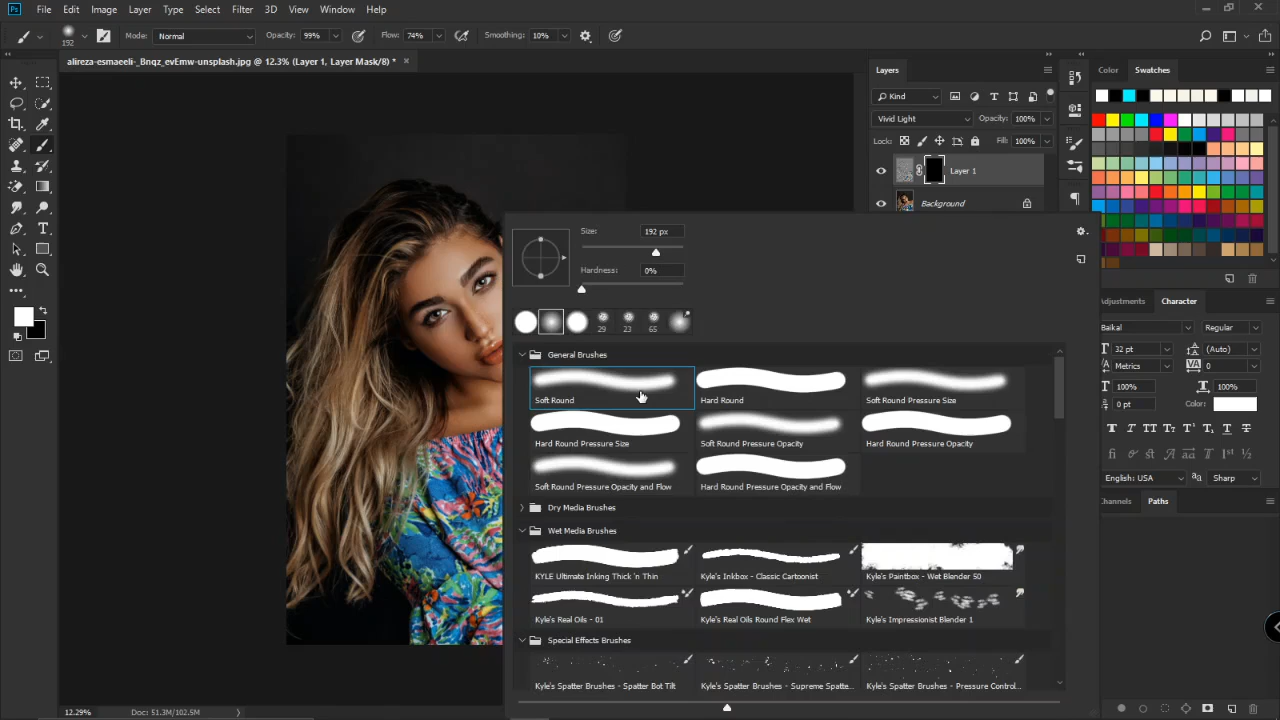 Ps File Edit Image Layer Type Select Filter 3D View Window Help
192 Mode: Normal Opacity: 99% Flow: 74% Smoothing: 10%
alireza-esmaeeli-_Bnqz_evEmw-unsplash.jpg @ 12.3% (Layer 1, Layer Mask/8) *
Layers
Kind
Vivid Light Opacity: 100%
Lock: Fill: 100%
Layer 1
Background
Color Swatches
Size: 192 px
Hardness: 0%
29 23 65
General Brushes
Soft Round Hard Round Soft Round Pressure Size
Hard Round Pressure Size Soft Round Pressure Opacity Hard Round Pressure Opacity
Soft Round Pressure Opacity and Flow Hard Round Pressure Opacity and Flow
Dry Media Brushes
Wet Media Brushes
KYLE Ultimate Inking Thick 'n Thin Kyle's Inkbox - Classic Cartoonist Kyle's Paintbox - Wet Blender 50
Kyle's Real Oils - 01 Kyle's Real Oils Round Flex Wet Kyle's Impressionist Blender 1
Special Effects Brushes
Kyle's Spatter Brushes - Spatter Bot Tilt Kyle's Spatter Brushes - Supreme Spatte... Kyle's Spatter Brushes - Pressure Control...
Adjustments Character
Baikal Regular
32 pt (Auto)
Metrics 0
100% 100%
0 pt Color:
English: USA Sharp
Channels Paths
12.29% Doc: 51.3M/102.5M